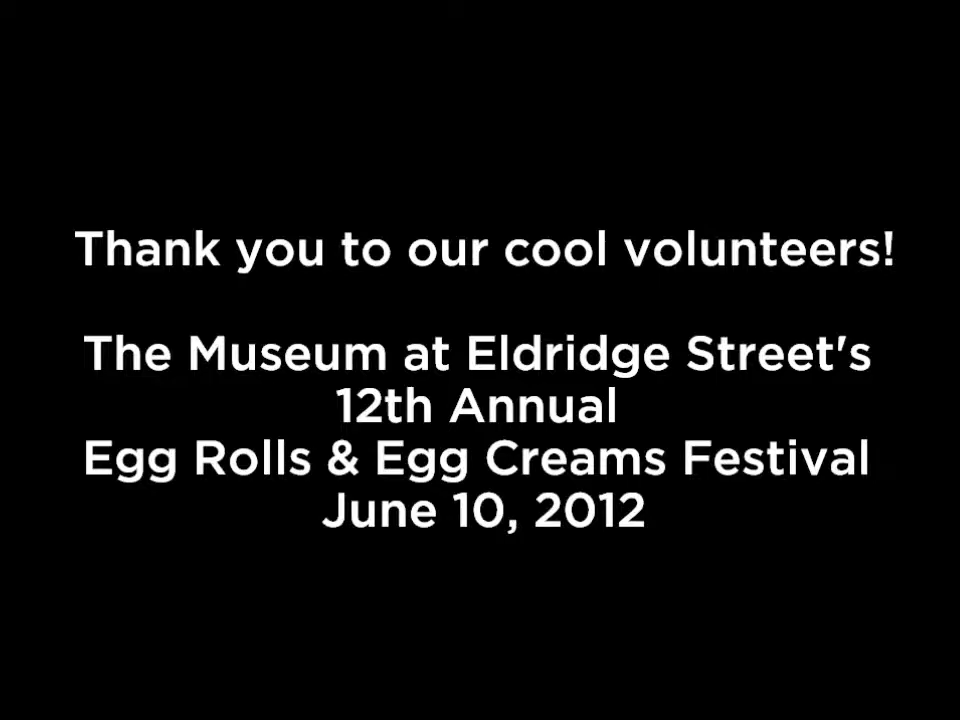 Thank you to our cool volunteers!
The Museum at Eldridge Street's
12th Annual
Egg Rolls & Egg Creams Festival
June 10, 2012